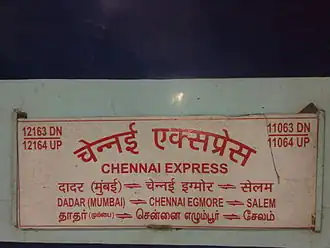 12163 DN
12164 UP
चेन्नई एक्सप्रेस
11063 DN
11064 UP
CHENNAI EXPRESS
दादर (मुंबई) ⇌ चेन्नई इग्मोर ⇌ सेलम
DADAR (MUMBAI) ⇌ CHENNAI EGMORE ⇌ SALEM
தாதர் (மும்பை) ⇌ சென்னை எழும்பூர் ⇌ சேலம்